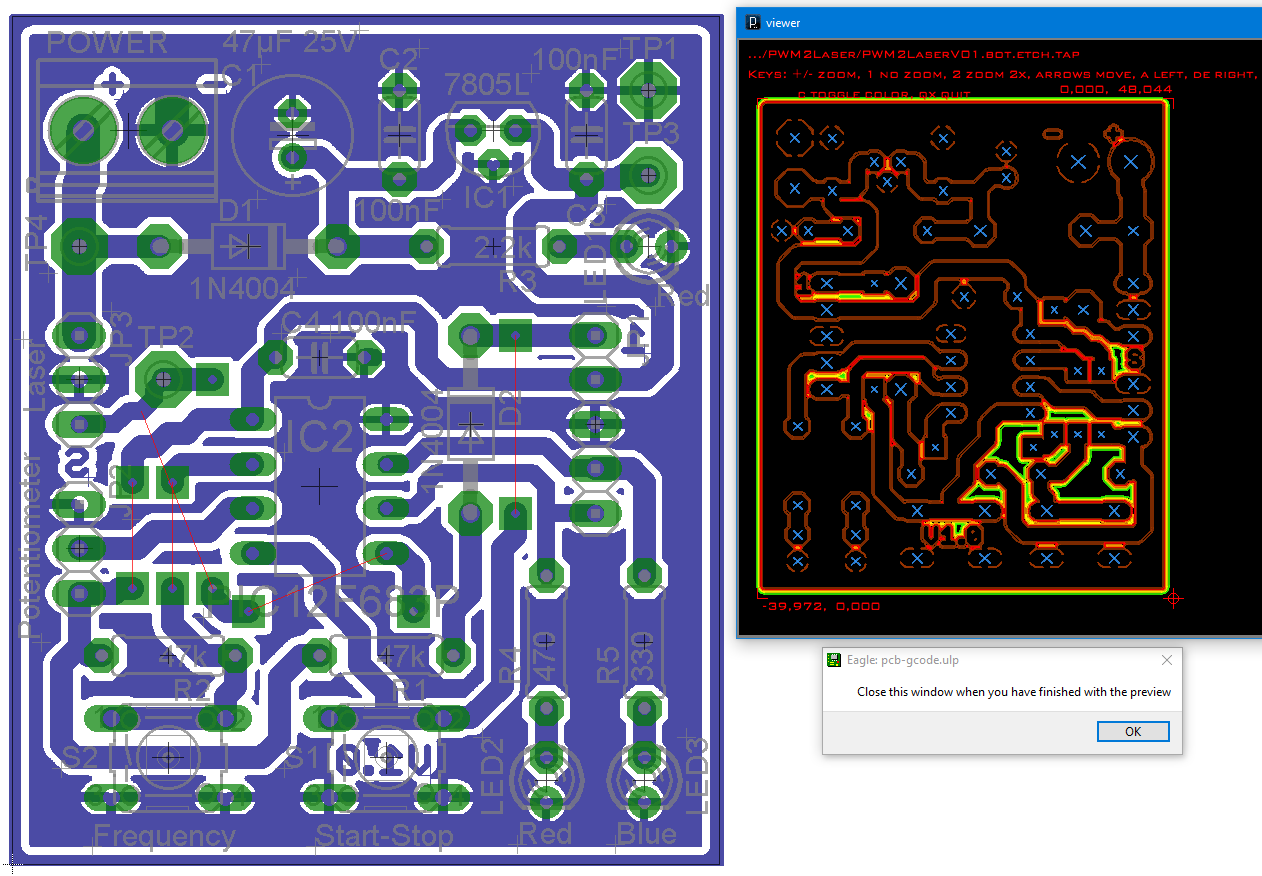 POWER
47µF 25V
C1
C2
100nF
TP1
7805L
TP3
IC1
100nF
C3
D1
TP4
1N4004
2.2k
R3
LED1
Red
JP3
TP2
C4 100nF
JP1
Laser
IC2
1N4004
D2
S
JP2
Potentiometer
PIC12F683P
47k
47k
R2
R1
R4
470
R5
330
S2
S1
v1.0
LED2
LED3
Frequency
Start-Stop
Red
Blue
viewer
.../PWM2Laser/PWM2LaserV01.bot.etch.tap
Keys: +/- zoom, 1 no zoom, 2 zoom 2x, arrows move, a left, de right,
c toggle color, qx quit
0.000, 48.044
v1.0
-39.972, 0.000
Eagle: pcb-gcode.ulp
Close this window when you have finished with the preview
OK